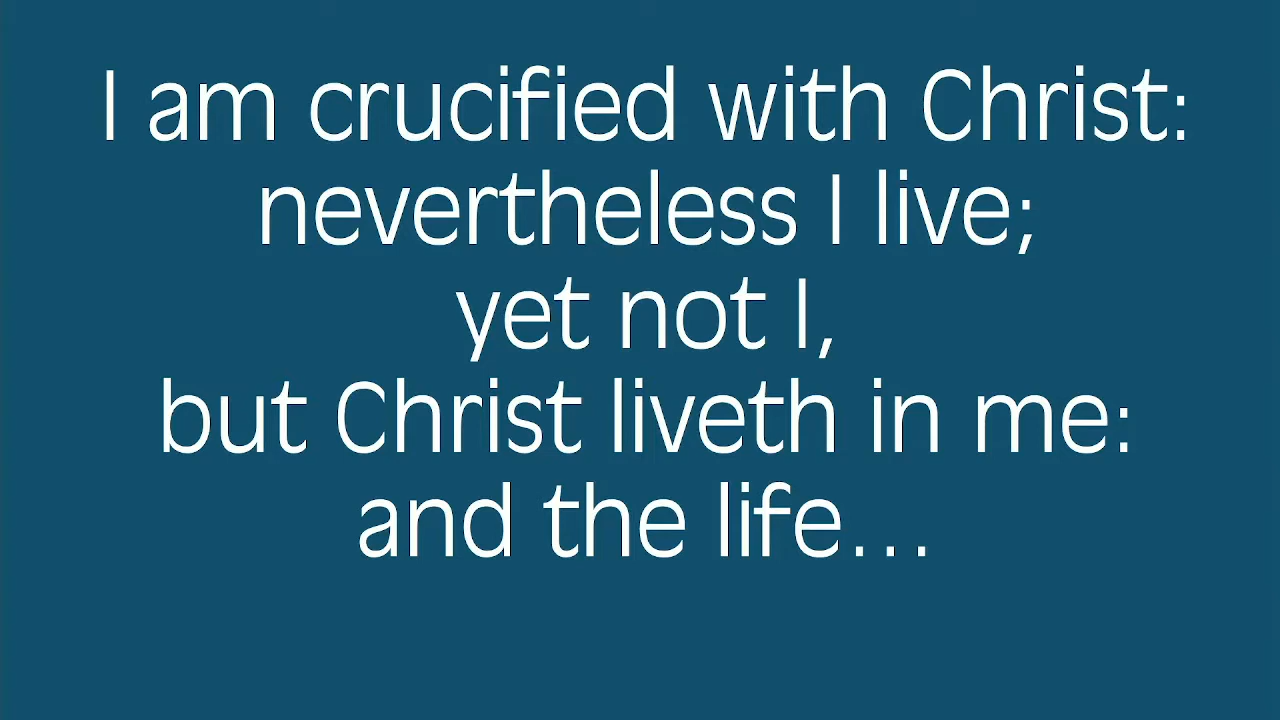 I am crucified with Christ:
nevertheless I live;
yet not I,
but Christ liveth in me:
and the life…